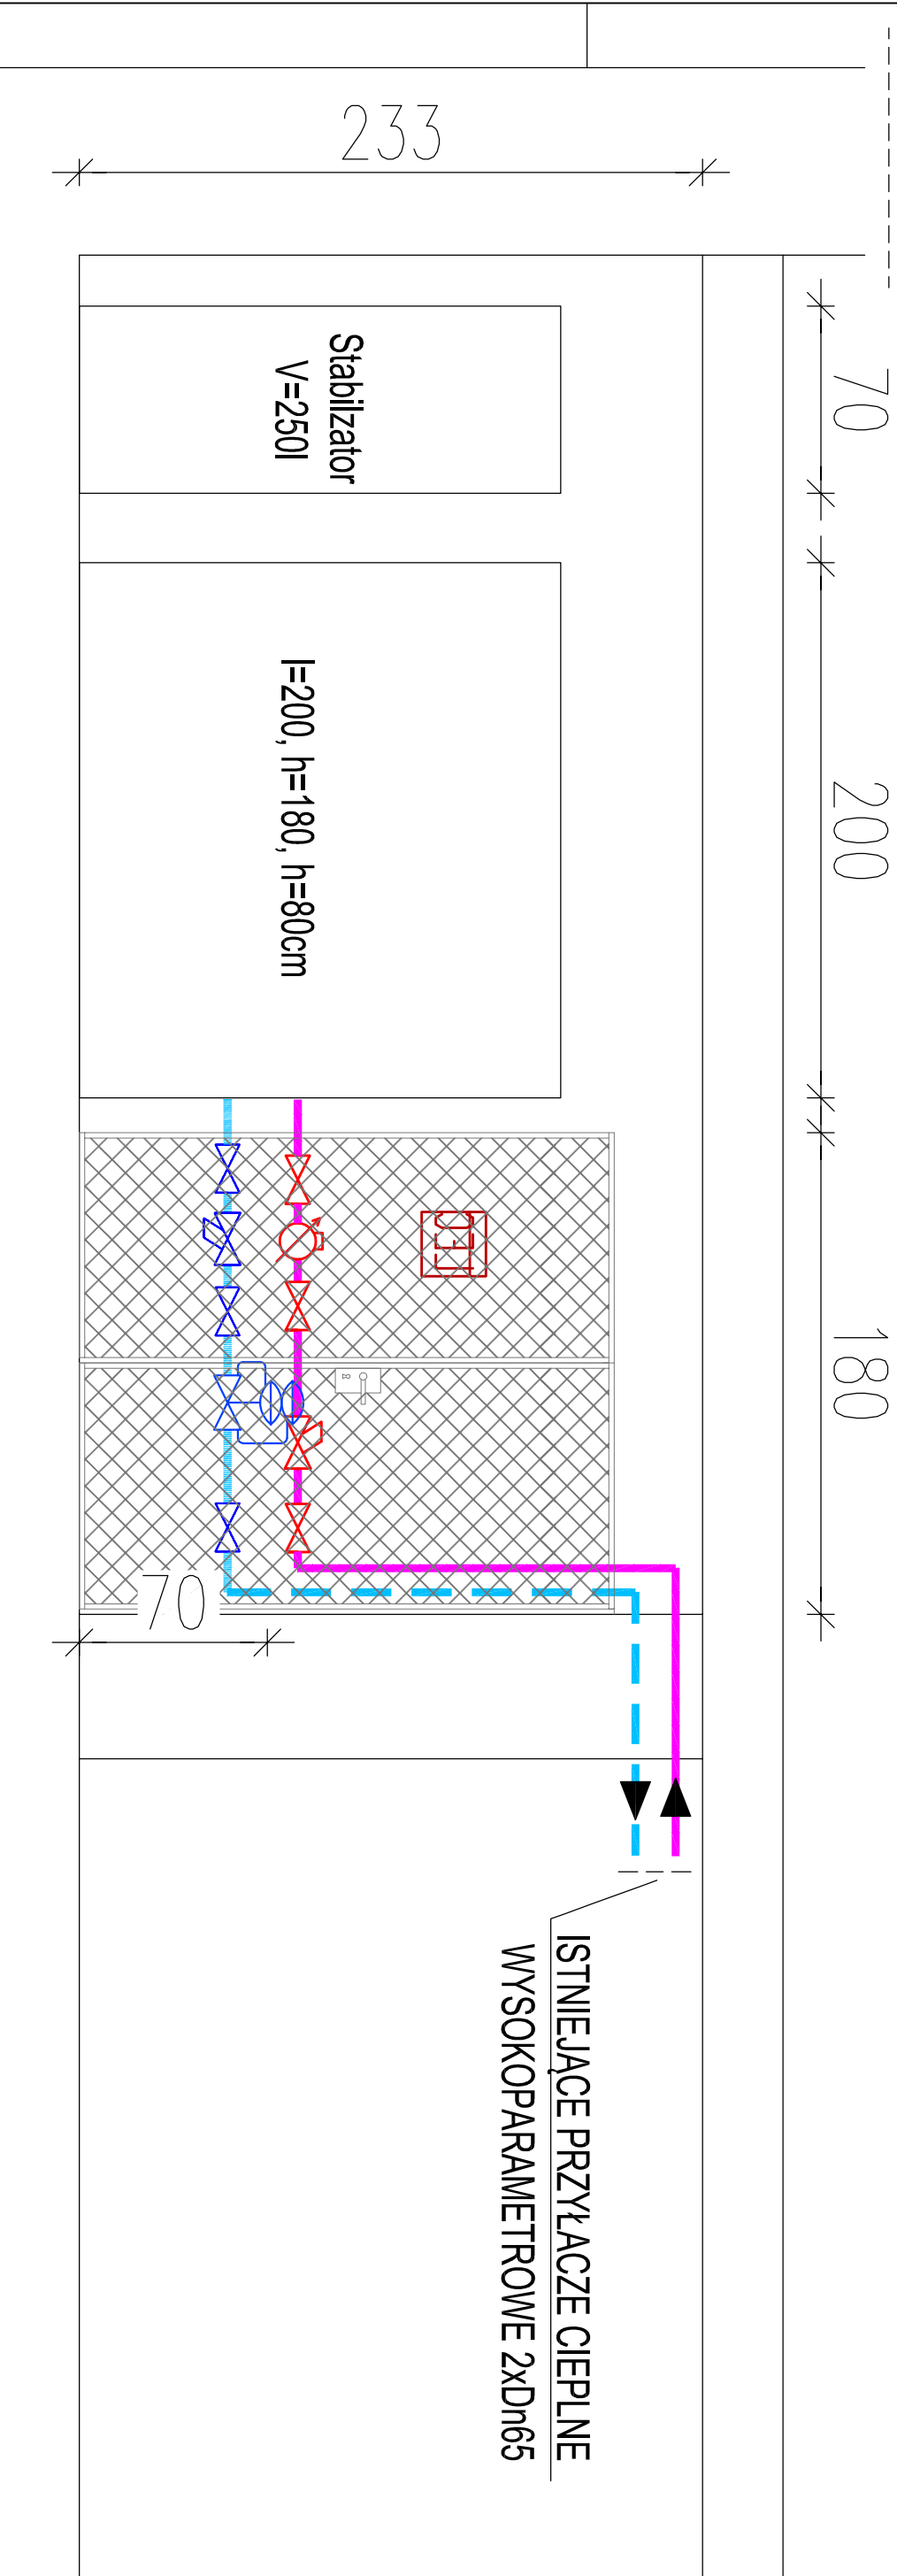 233
70
200
180
Stabilzator
V=250l
l=200, h=180, h=80cm
70
ISTNIEJĄCE PRZYŁACZE CIEPLNE
WYSOKOPARAMETROWE 2xDn65